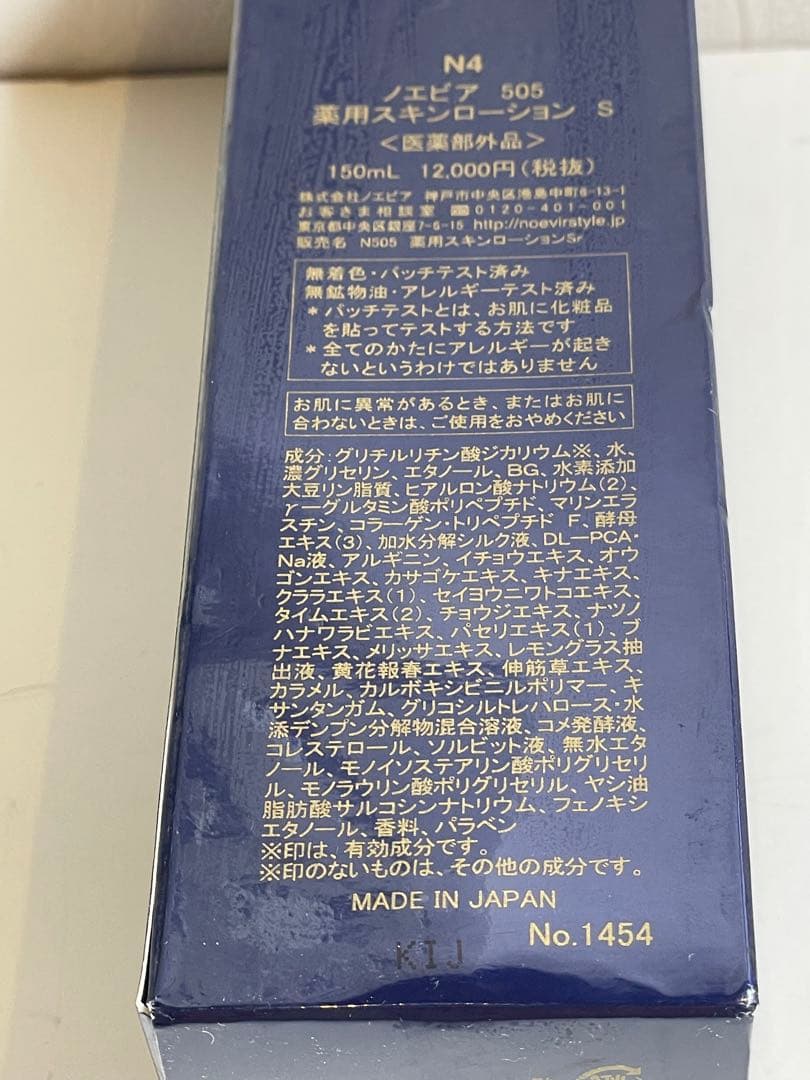 N4
ノエビア 505
薬用スキンローション S
<医薬部外品>
150mL 12,000円(税抜)
株式会社ノエビア 神戸市中央区港島中町6-13-1
お客さま相談室 0120-401-001
東京都中央区銀座7-6-15 http://noevirstyle.jp
販売名 N505 薬用スキンローションSr
無着色・パッチテスト済み
無鉱物油・アレルギーテスト済み
*パッチテストとは、お肌に化粧品
を貼ってテストする方法です
*全てのかたにアレルギーが起き
ないというわけではありません
お肌に異常があるとき、またはお肌に
合わないときは、ご使用をおやめください
成分:グリチルリチン酸ジカリウム※、水、
濃グリセリン、エタノール、BG、水素添加
大豆リン脂質、ヒアルロン酸ナトリウム(2)、
γーグルタミン酸ポリペプチド、マリンエラ
スチン、コラーゲン・トリペプチド F、酵母
エキス(3)、加水分解シルク液、DL-PCA・
Na液、アルギニン、イチョウエキス、オウ
ゴンエキス、カサゴケエキス、キナエキス、
クララエキス(1)、セイヨウニワトコエキス、
タイムエキス(2)、チョウジエキス、ナツノ
ハナワラビエキス、パセリエキス(1)、ブ
ナエキス、メリッサエキス、レモングラス抽
出液、黄花報春エキス、伸筋草エキス、
カラメル、カルボキシビニルポリマー、キ
サンタンガム、グリコシルトレハロース・水
添デンプン分解物混合溶液、コメ発酵液、
コレステロール、ソルビット液、無水エタ
ノール、モノイソステアリン酸ポリグリセリ
ル、モノラウリン酸ポリグリセリル、ヤシ油
脂肪酸サルコシンナトリウム、フェノキシ
エタノール、香料、パラベン
※印は、有効成分です。
※印のないものは、その他の成分です。
MADE IN JAPAN
No.1454
KIJ